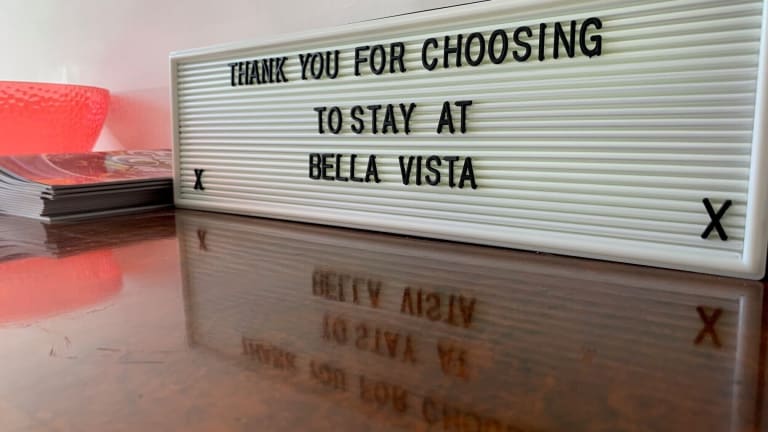 THANK YOU FOR CHOOSING
TO STAY AT
BELLA VISTA
X X